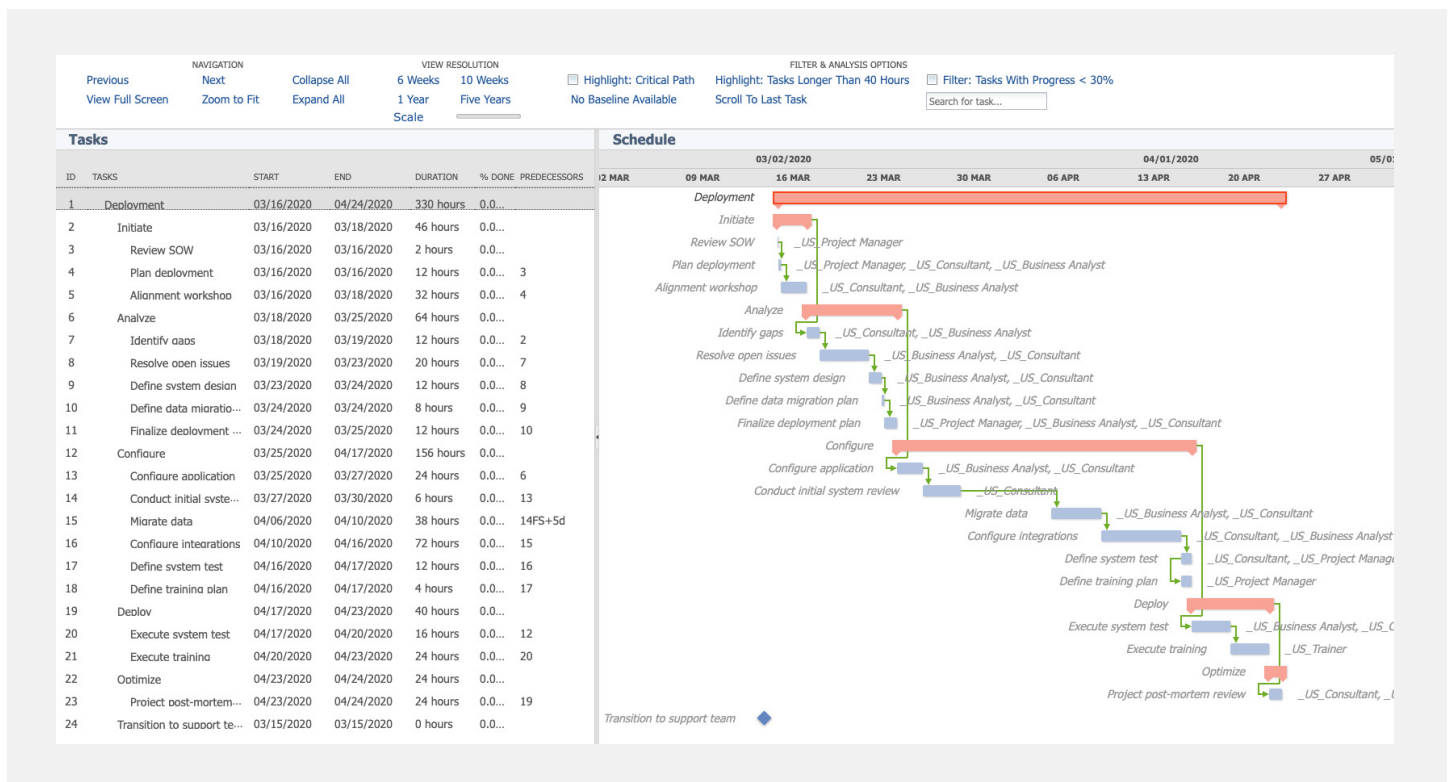 NAVIGATION VIEW RESOLUTION FILTER & ANALYSIS OPTIONS
Previous Next Collapse All 6 Weeks 10 Weeks Highlight: Critical Path Highlight: Tasks Longer Than 40 Hours Filter: Tasks With Progress < 30%
View Full Screen Zoom to Fit Expand All 1 Year Five Years No Baseline Available Scroll To Last Task Search for task...
Scale
Tasks Schedule
03/02/2020 04/01/2020 05/0
ID TASKS START END DURATION % DONE PREDECESSORS 2 MAR 09 MAR 16 MAR 23 MAR 30 MAR 06 APR 13 APR 20 APR 27 APR
1 Deployment 03/16/2020 04/24/2020 330 hours 0.0... Deployment
2 Initiate 03/16/2020 03/18/2020 46 hours 0.0... Initiate
3 Review SOW 03/16/2020 03/16/2020 2 hours 0.0... Review SOW _US_Project Manager
4 Plan deployment 03/16/2020 03/16/2020 12 hours 0.0... 3 Plan deployment _US_Project Manager, _US_Consultant, _US_Business Analyst
5 Alignment workshop 03/16/2020 03/18/2020 32 hours 0.0... 4 Alignment workshop _US_Consultant, _US_Business Analyst
6 Analyze 03/18/2020 03/25/2020 64 hours 0.0... Analyze
7 Identify gaps 03/18/2020 03/19/2020 12 hours 0.0... 2 Identify gaps _US_Consultant, _US_Business Analyst
8 Resolve open issues 03/19/2020 03/23/2020 20 hours 0.0... 7 Resolve open issues _US_Business Analyst, _US_Consultant
9 Define system design 03/23/2020 03/24/2020 12 hours 0.0... 8 Define system design _US_Business Analyst, _US_Consultant
10 Define data migratio... 03/24/2020 03/24/2020 8 hours 0.0... 9 Define data migration plan _US_Business Analyst, _US_Consultant
11 Finalize deployment ... 03/24/2020 03/25/2020 12 hours 0.0... 10 Finalize deployment plan _US_Project Manager, _US_Business Analyst, _US_Consultant
12 Configure 03/25/2020 04/17/2020 156 hours 0.0... Configure
13 Configure application 03/25/2020 03/27/2020 24 hours 0.0... 6 Configure application _US_Business Analyst, _US_Consultant
14 Conduct initial syste... 03/27/2020 03/30/2020 6 hours 0.0... 13 Conduct initial system review _US_Consultant
15 Migrate data 04/06/2020 04/10/2020 38 hours 0.0... 14FS+5d Migrate data _US_Business Analyst, _US_Consultant
16 Configure integrations 04/10/2020 04/16/2020 72 hours 0.0... 15 Configure integrations _US_Consultant, _US_Business Analyst
17 Define system test 04/16/2020 04/17/2020 12 hours 0.0... 16 Define system test _US_Consultant, _US_Project Manage
18 Define training plan 04/16/2020 04/17/2020 4 hours 0.0... 17 Define training plan _US_Project Manager
19 Deploy 04/17/2020 04/23/2020 40 hours 0.0... Deploy
20 Execute system test 04/17/2020 04/20/2020 16 hours 0.0... 12 Execute system test _US_Business Analyst, _US_C
21 Execute training 04/20/2020 04/23/2020 24 hours 0.0... 20 Execute training _US_Trainer
22 Optimize 04/23/2020 04/24/2020 24 hours 0.0... Optimize
23 Project post-mortem... 04/23/2020 04/24/2020 24 hours 0.0... 19 Project post-mortem review _US_Consultant, _
24 Transition to support te... 03/15/2020 03/15/2020 0 hours 0.0... Transition to support team